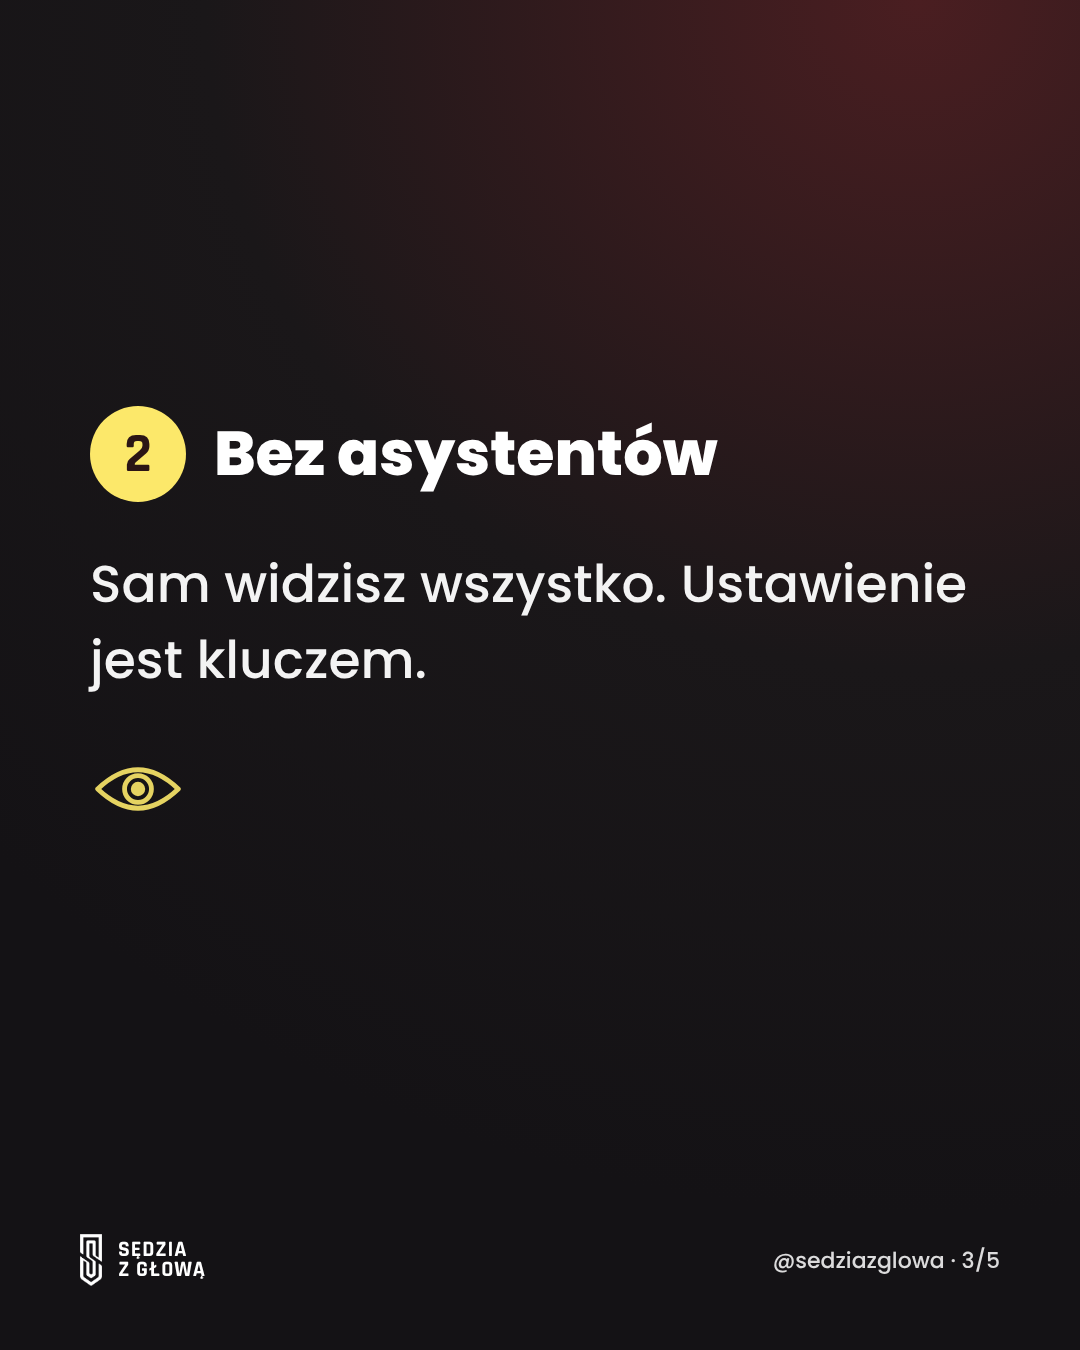 2 Bez asystentów
Sam widzisz wszystko. Ustawienie
jest kluczem.
SĘDZIA
Z GŁOWĄ
@sedziazglowa · 3/5